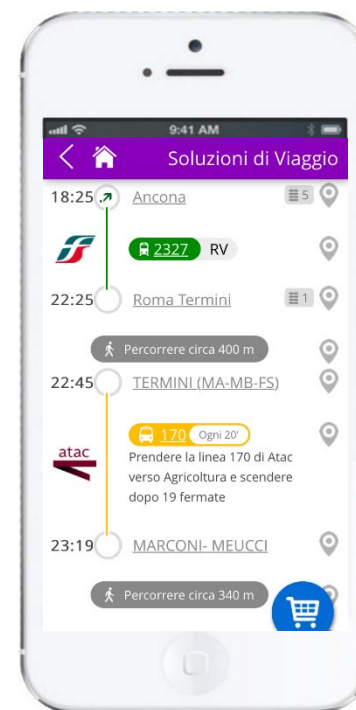 9:41 AM
Soluzioni di Viaggio
18:25 Ancona 5
2327 RV
22:25 Roma Termini 1
Percorrere circa 400 m
22:45 TERMINI (MA-MB-FS)
170 Ogni 20'
atac
Prendere la linea 170 di Atac
verso Agricoltura e scendere
dopo 19 fermate
23:19 MARCONI- MEUCCI
Percorrere circa 340 m